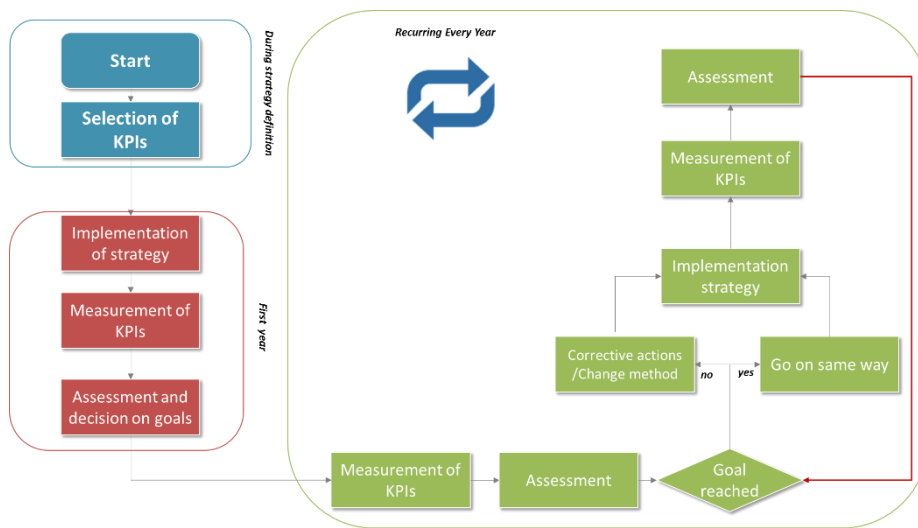 Start
Selection of
KPIs
During strategy definition
Implementation
of strategy
Measurement of
KPIs
Assessment and
decision on goals
First year
Recurring Every Year
Assessment
Measurement of
KPIs
Implementation
strategy
Corrective actions
/Change method
no
yes
Go on same way
Measurement of
KPIs
Assessment
Goal
reached